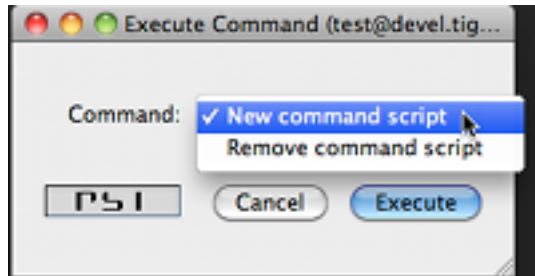 Execute Command (test@devel.tig...
Command: ✓ New command script
Remove command script
PSI Cancel Execute